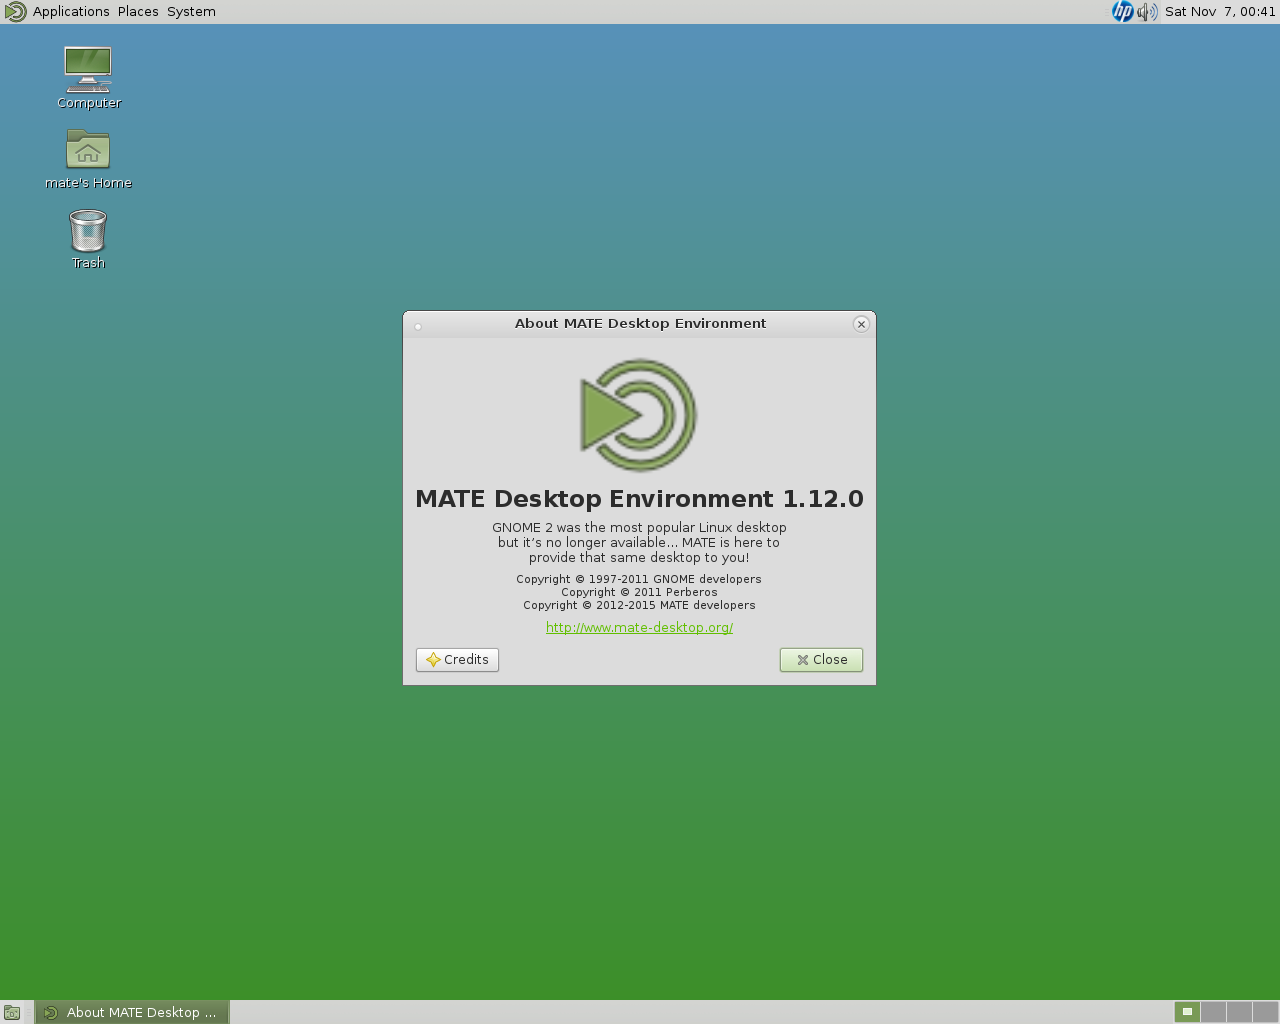 Applications Places System
hp
Sat Nov 7, 00:41
Computer
mate's Home
Trash
About MATE Desktop Environment
MATE Desktop Environment 1.12.0
GNOME 2 was the most popular Linux desktop
but it’s no longer available... MATE is here to
provide that same desktop to you!
Copyright © 1997-2011 GNOME developers
Copyright © 2011 Perberos
Copyright © 2012-2015 MATE developers
http://www.mate-desktop.org/
Credits
Close
About MATE Desktop ...